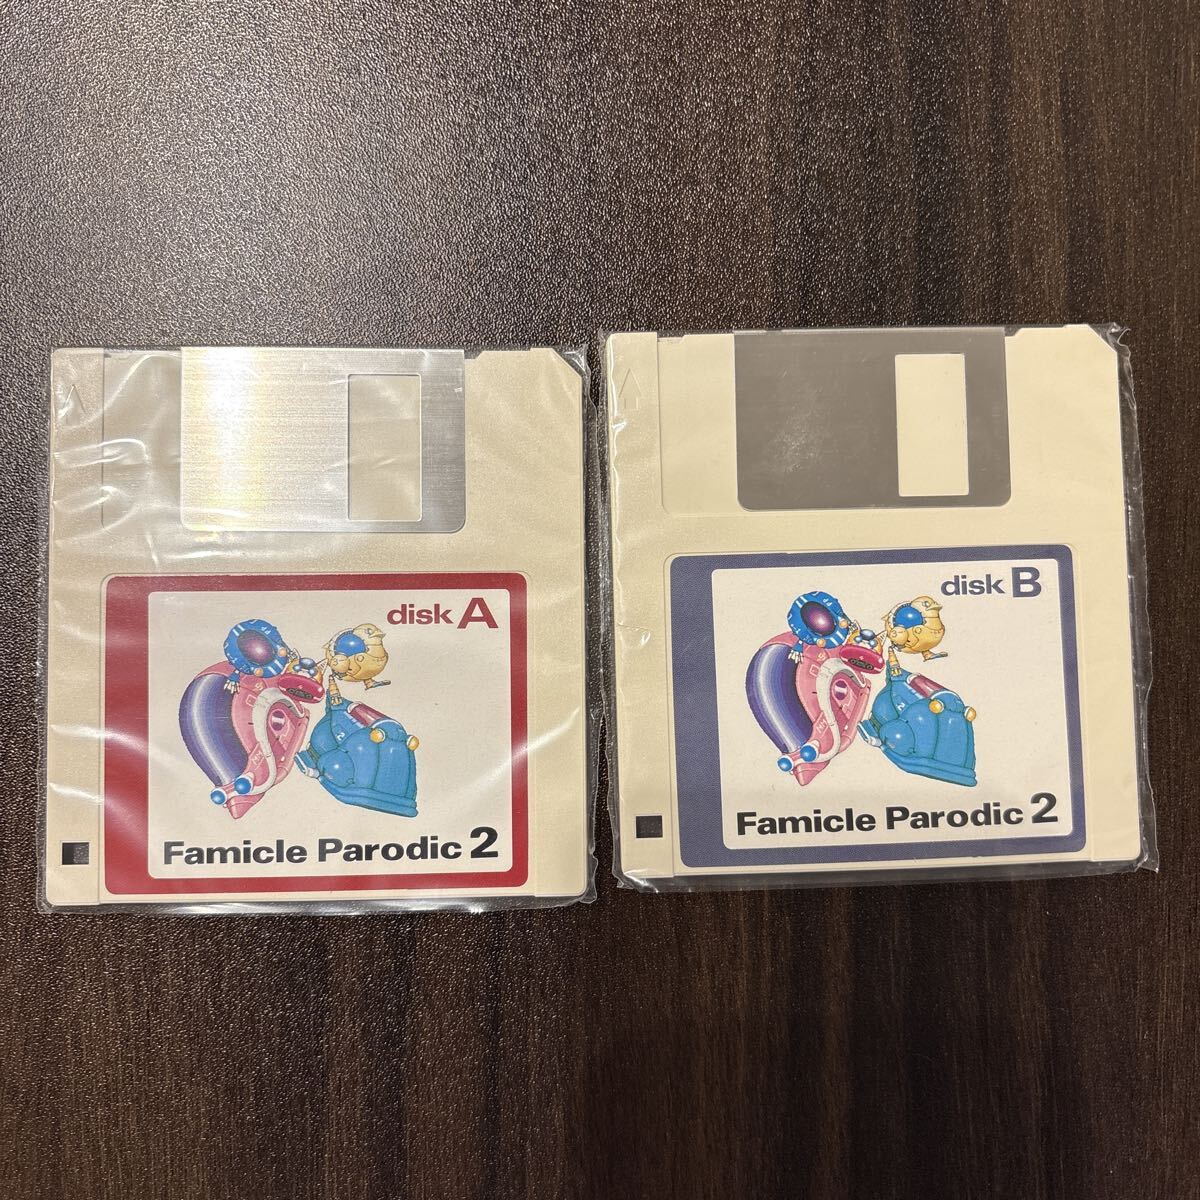 disk A
Famicle Parodic 2
disk B
Famicle Parodic 2